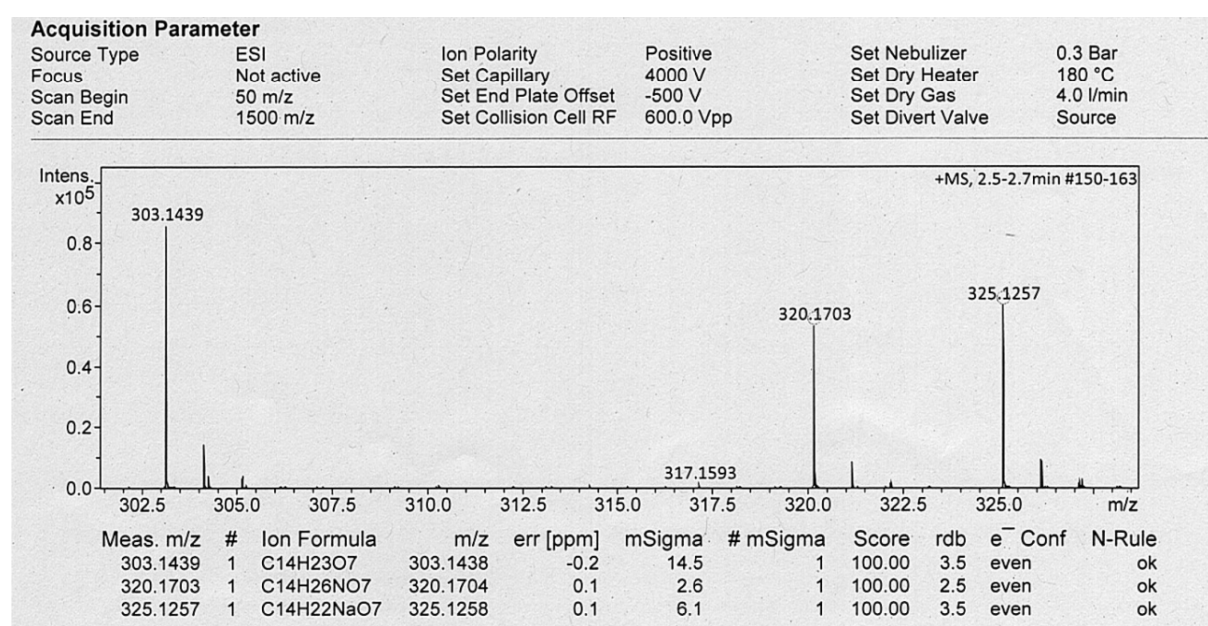 Acquisition Parameter
Source Type ESI Ion Polarity Positive Set Nebulizer 0.3 Bar
Focus Not active Set Capillary 4000 V Set Dry Heater 180 °C
Scan Begin 50 m/z Set End Plate Offset -500 V Set Dry Gas 4.0 l/min
Scan End 1500 m/z Set Collision Cell RF 600.0 Vpp Set Divert Valve Source
Intens.
x10⁵
+MS, 2.5-2.7min #150-163
303.1439
0.8
325.1257
0.6
320.1703
0.4
0.2
317.1593
0.0
302.5 305.0 307.5 310.0 312.5 315.0 317.5 320.0 322.5 325.0 m/z
Meas. m/z # Ion Formula m/z err [ppm] mSigma # mSigma Score rdb e¯ Conf N-Rule
303.1439 1 C14H23O7 303.1438 -0.2 14.5 1 100.00 3.5 even ok
320.1703 1 C14H26NO7 320.1704 0.1 2.6 1 100.00 2.5 even ok
325.1257 1 C14H22NaO7 325.1258 0.1 6.1 1 100.00 3.5 even ok